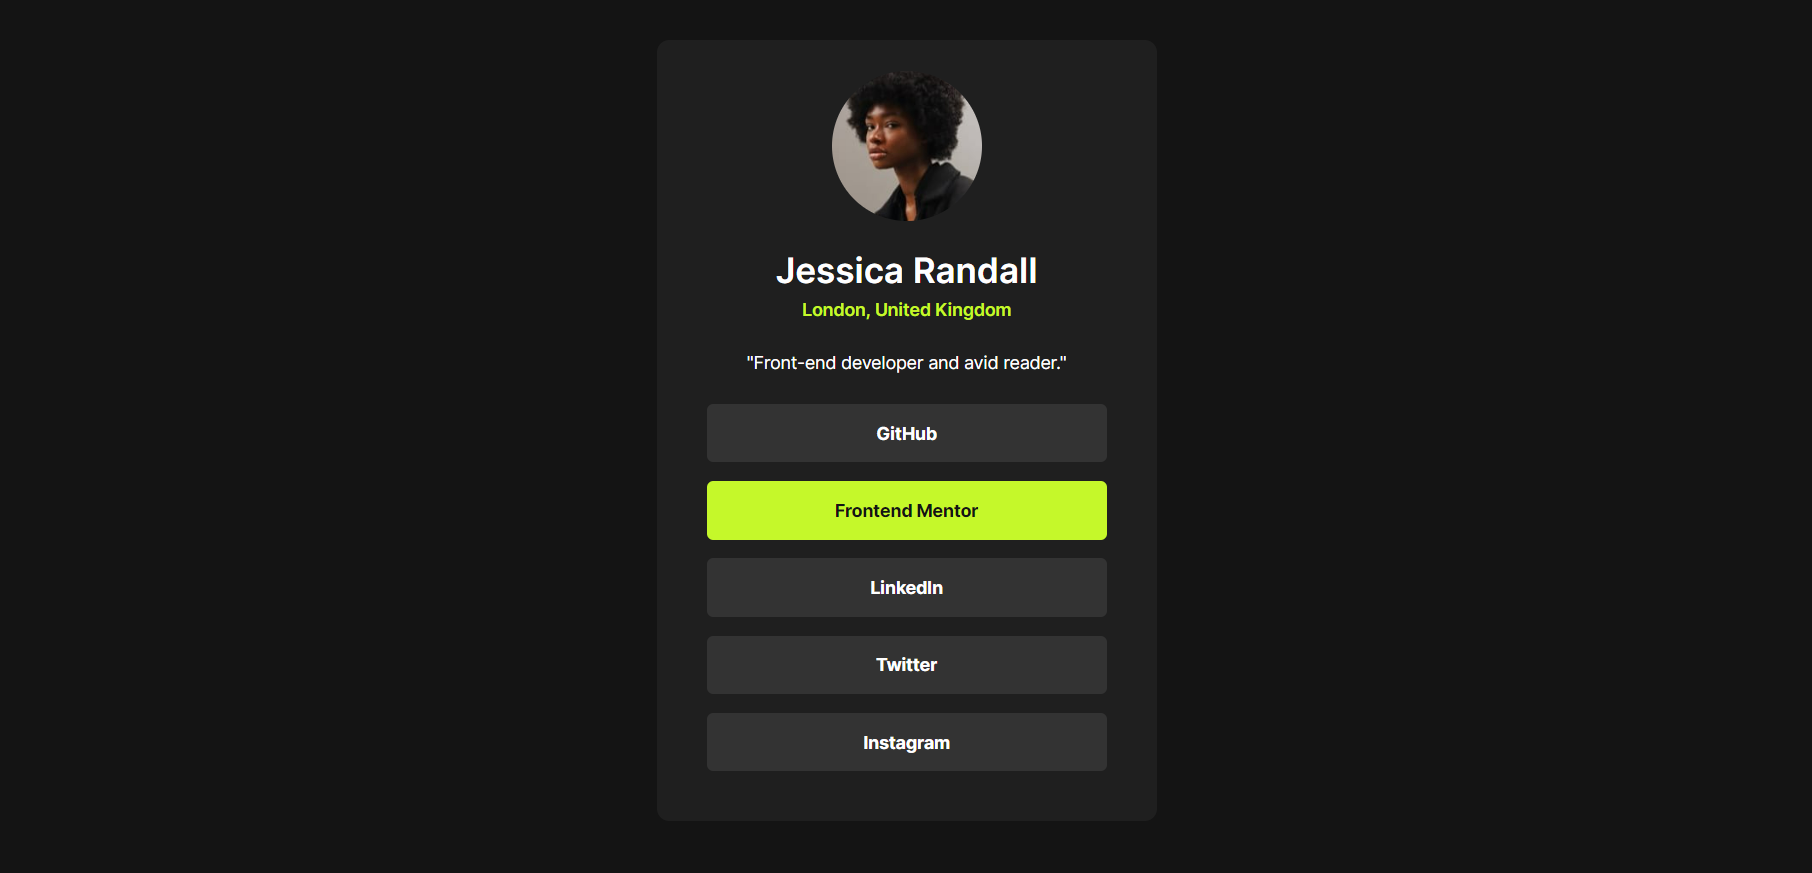 Jessica Randall
London, United Kingdom
"Front-end developer and avid reader."
GitHub
Frontend Mentor
LinkedIn
Twitter
Instagram